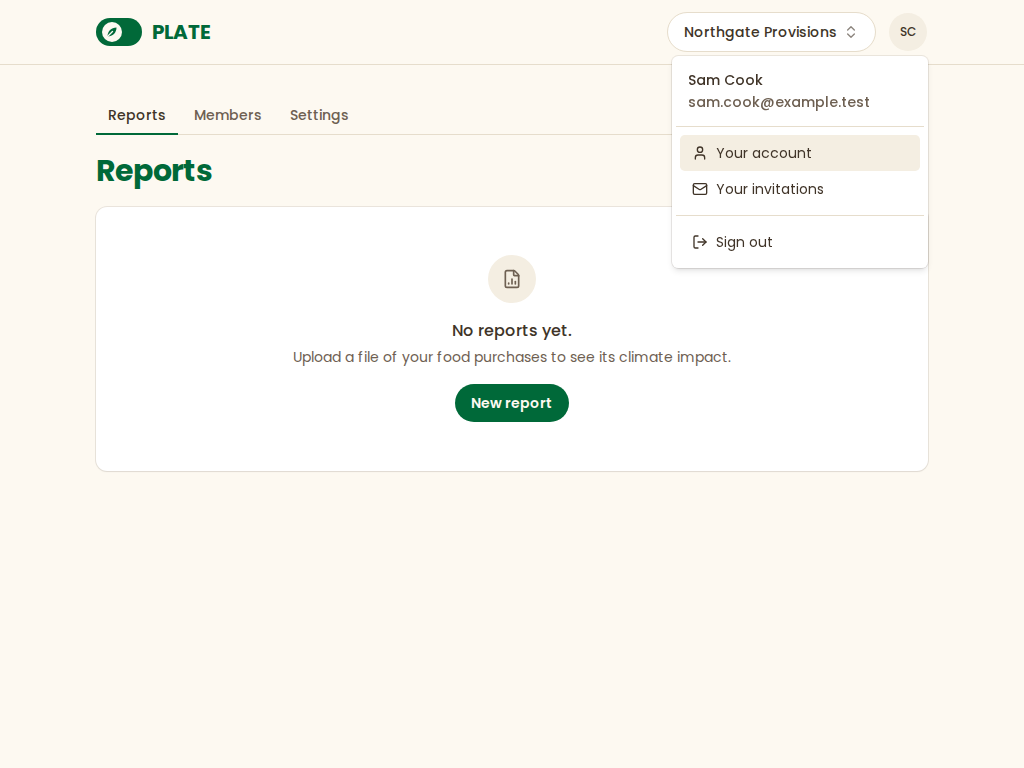 PLATE
Northgate Provisions
SC
Sam Cook
sam.cook@example.test
Your account
Your invitations
Sign out
Reports
Members
Settings
Reports
No reports yet.
Upload a file of your food purchases to see its climate impact.
New report